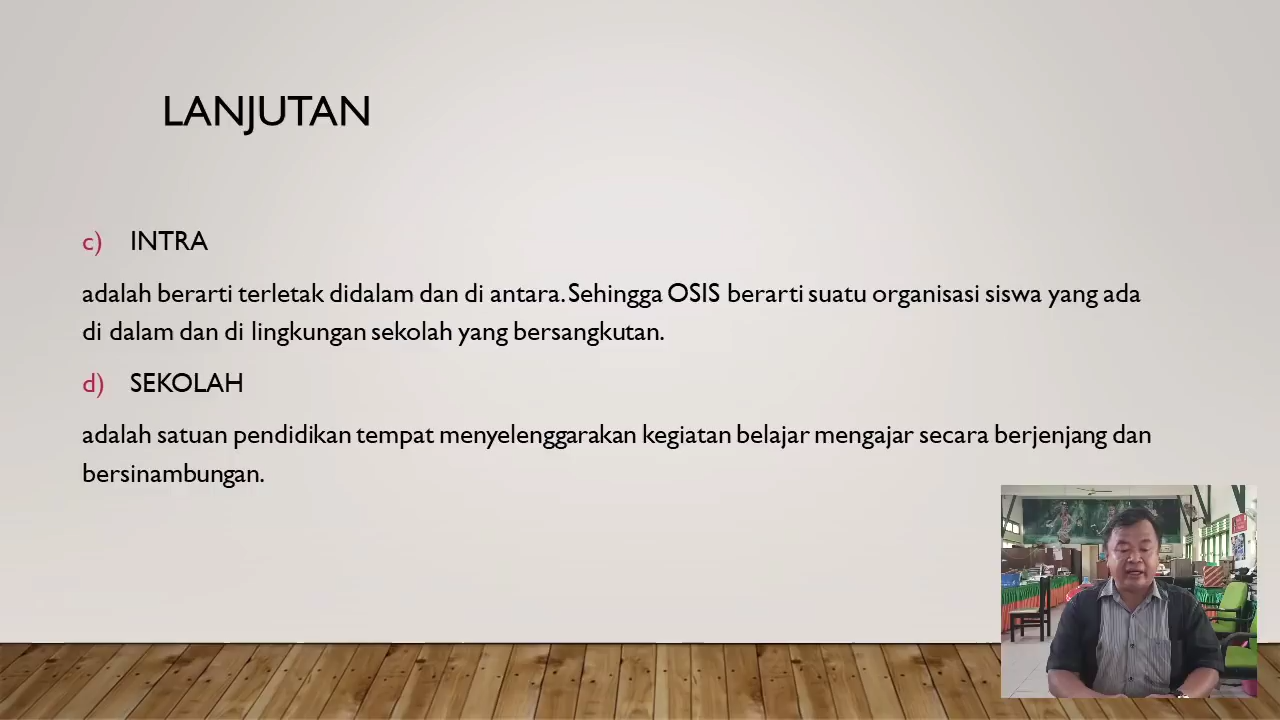 LANJUTAN
c) INTRA
adalah berarti terletak didalam dan di antara. Sehingga OSIS berarti suatu organisasi siswa yang ada
di dalam dan di lingkungan sekolah yang bersangkutan.
d) SEKOLAH
adalah satuan pendidikan tempat menyelenggarakan kegiatan belajar mengajar secara berjenjang dan
bersinambungan.